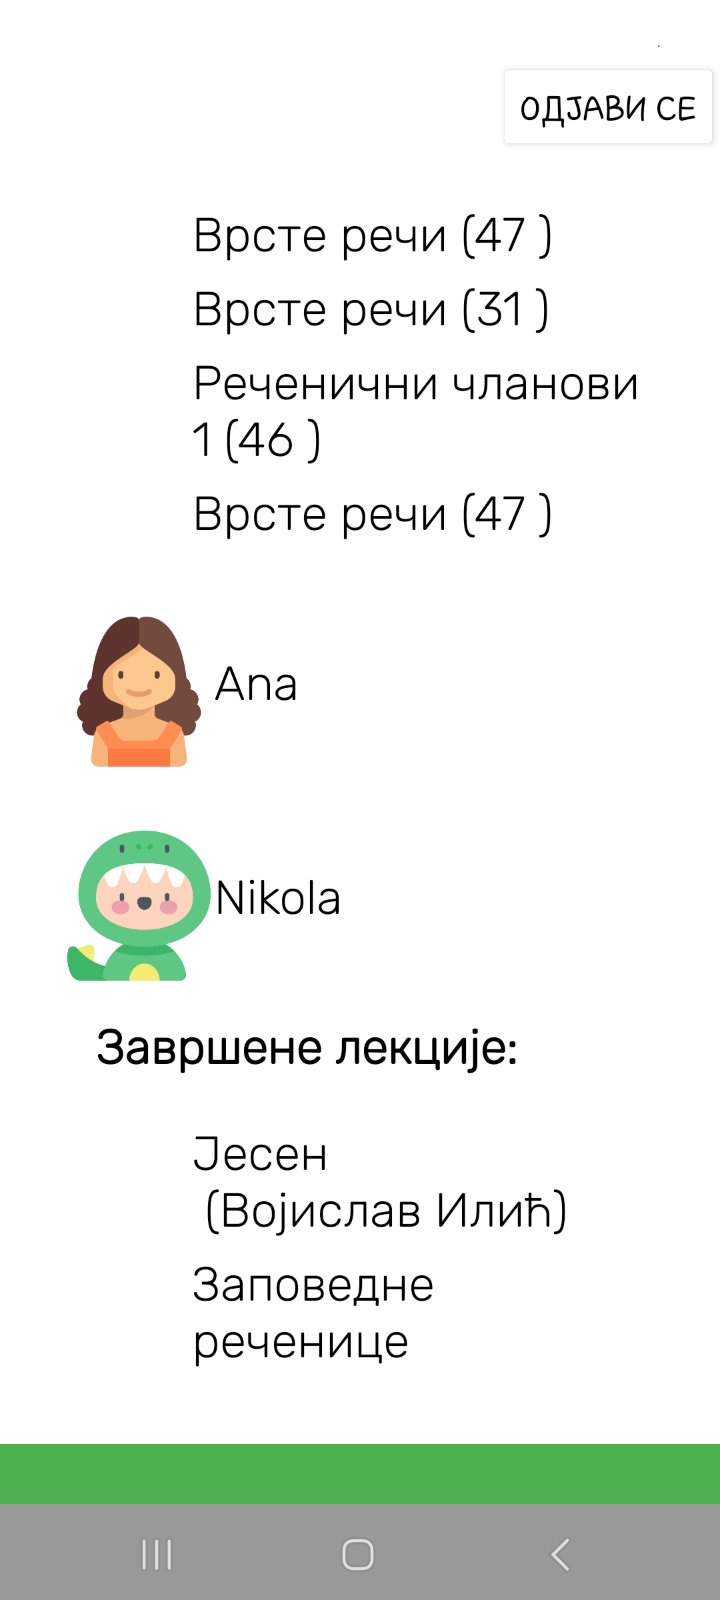 ОДЈАВИ СЕ
Врсте речи (47 )
Врсте речи (31 )
Реченични чланови
1 (46 )
Врсте речи (47 )
Ana
Nikola
Завршене лекције:
Јесен
(Војислав Илић)
Заповедне
реченице